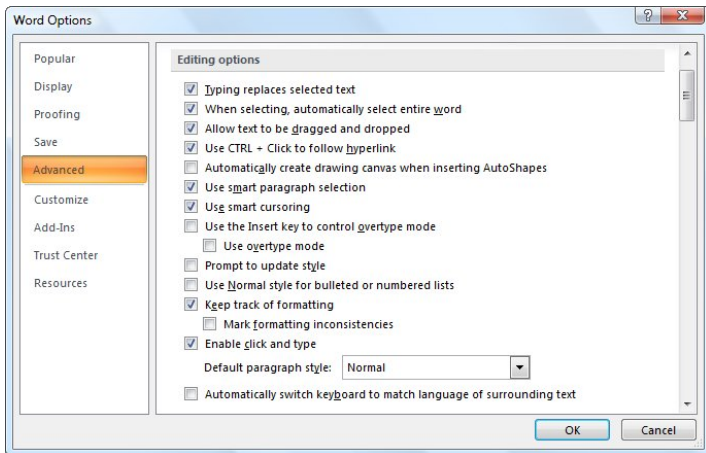 Word Options
Popular
Display
Proofing
Save
Advanced
Customize
Add-Ins
Trust Center
Resources
Editing options
Typing replaces selected text
When selecting, automatically select entire word
Allow text to be dragged and dropped
Use CTRL + Click to follow hyperlink
Automatically create drawing canvas when inserting AutoShapes
Use smart paragraph selection
Use smart cursoring
Use the Insert key to control overtype mode
Use overtype mode
Prompt to update style
Use Normal style for bulleted or numbered lists
Keep track of formatting
Mark formatting inconsistencies
Enable click and type
Default paragraph style: Normal
Automatically switch keyboard to match language of surrounding text
OK Cancel